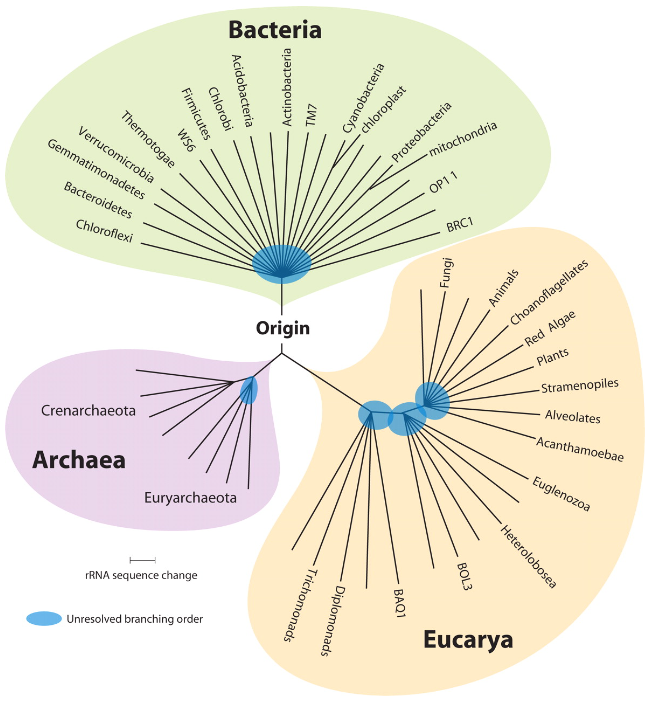 Bacteria
Chloroflexi
Bacteroidetes
Gemmatimonadetes
Verrucomicrobia
Thermotogae
WS6
Firmicutes
Chlorobi
Acidobacteria
Actinobacteria
TM7
Cyanobacteria
chloroplast
Proteobacteria
mitochondria
OP1 1
BRC1
Origin
Archaea
Crenarchaeota
Euryarchaeota
Fungi
Animals
Choanoflagellates
Red Algae
Plants
Stramenopiles
Alveolates
Acanthamoebae
Euglenozoa
Heterolobosea
BOL3
BAQ1
Diplomonads
Trichomonads
Eucarya
rRNA sequence change
Unresolved branching order